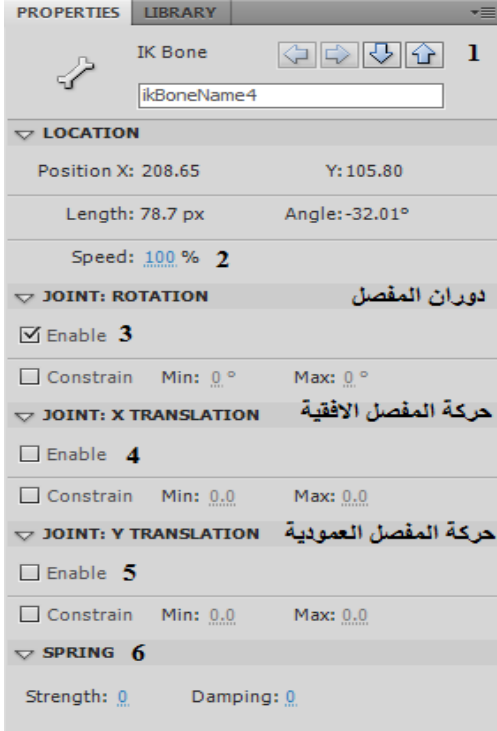 PROPERTIES LIBRARY
IK Bone 1
ikBoneName4
LOCATION
Position X: 208.65 Y: 105.80
Length: 78.7 px Angle: -32.01°
Speed: 100 % 2
JOINT: ROTATION دوران المفصل
Enable 3
Constrain Min: 0 ° Max: 0 °
JOINT: X TRANSLATION حركة المفصل الافقية
Enable 4
Constrain Min: 0.0 Max: 0.0
JOINT: Y TRANSLATION حركة المفصل العمودية
Enable 5
Constrain Min: 0.0 Max: 0.0
SPRING 6
Strength: 0 Damping: 0